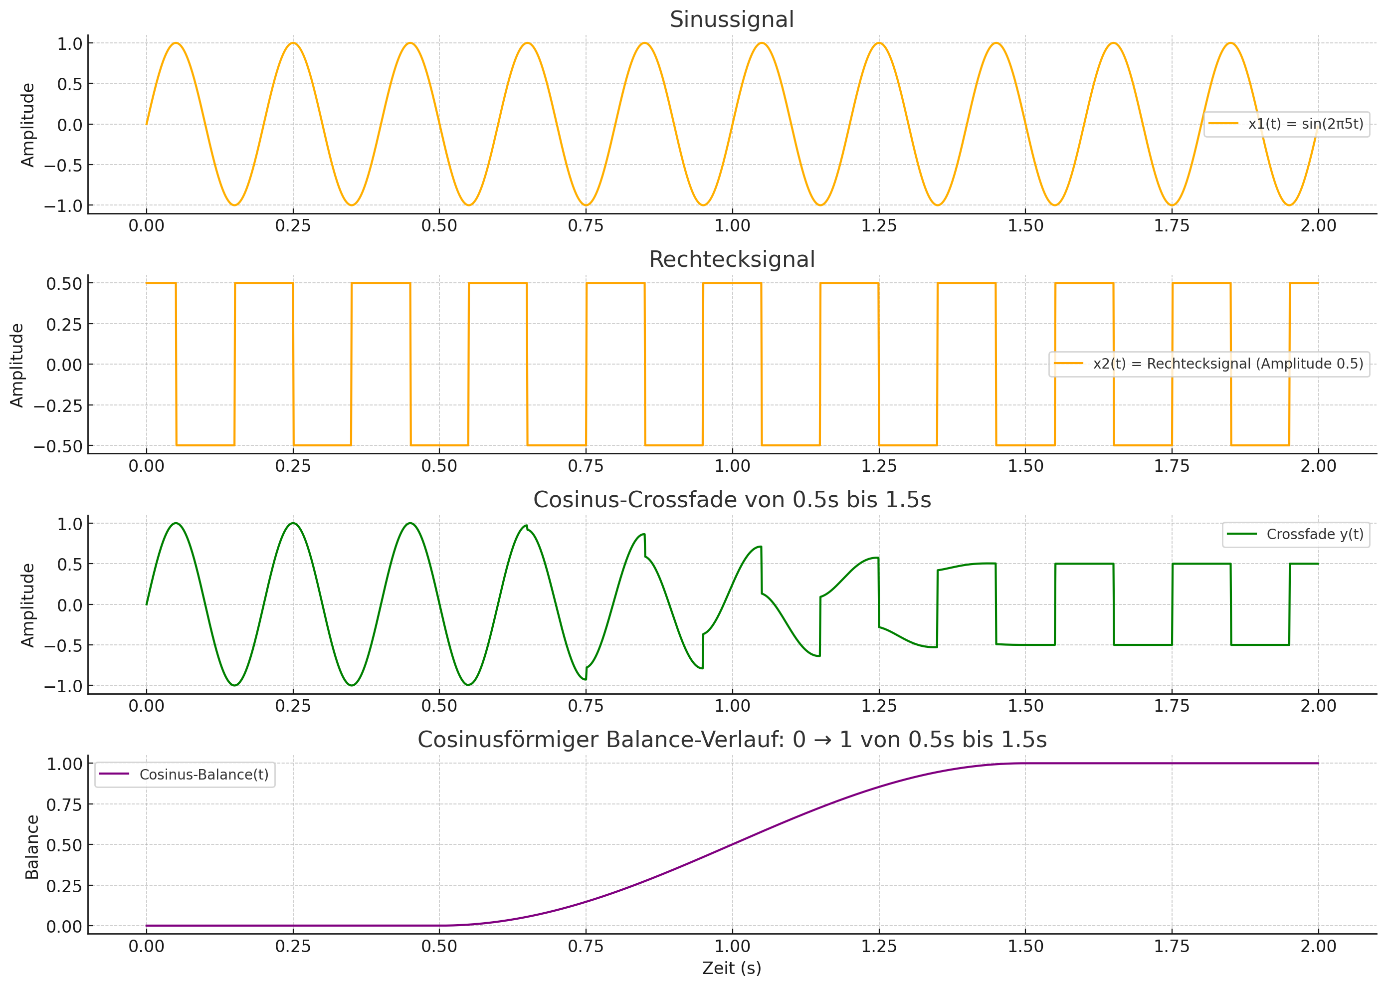 Sinussignal
1.0
0.5
0.0
−0.5
−1.0
Amplitude
x1(t) = sin(2π5t)
0.00 0.25 0.50 0.75 1.00 1.25 1.50 1.75 2.00
Rechtecksignal
0.50
0.25
0.00
−0.25
−0.50
Amplitude
x2(t) = Rechtecksignal (Amplitude 0.5)
0.00 0.25 0.50 0.75 1.00 1.25 1.50 1.75 2.00
Cosinus-Crossfade von 0.5s bis 1.5s
1.0
0.5
0.0
−0.5
−1.0
Amplitude
Crossfade y(t)
0.00 0.25 0.50 0.75 1.00 1.25 1.50 1.75 2.00
Cosinusförmiger Balance-Verlauf: 0 → 1 von 0.5s bis 1.5s
1.00
0.75
0.50
0.25
0.00
Balance
Cosinus-Balance(t)
0.00 0.25 0.50 0.75 1.00 1.25 1.50 1.75 2.00
Zeit (s)